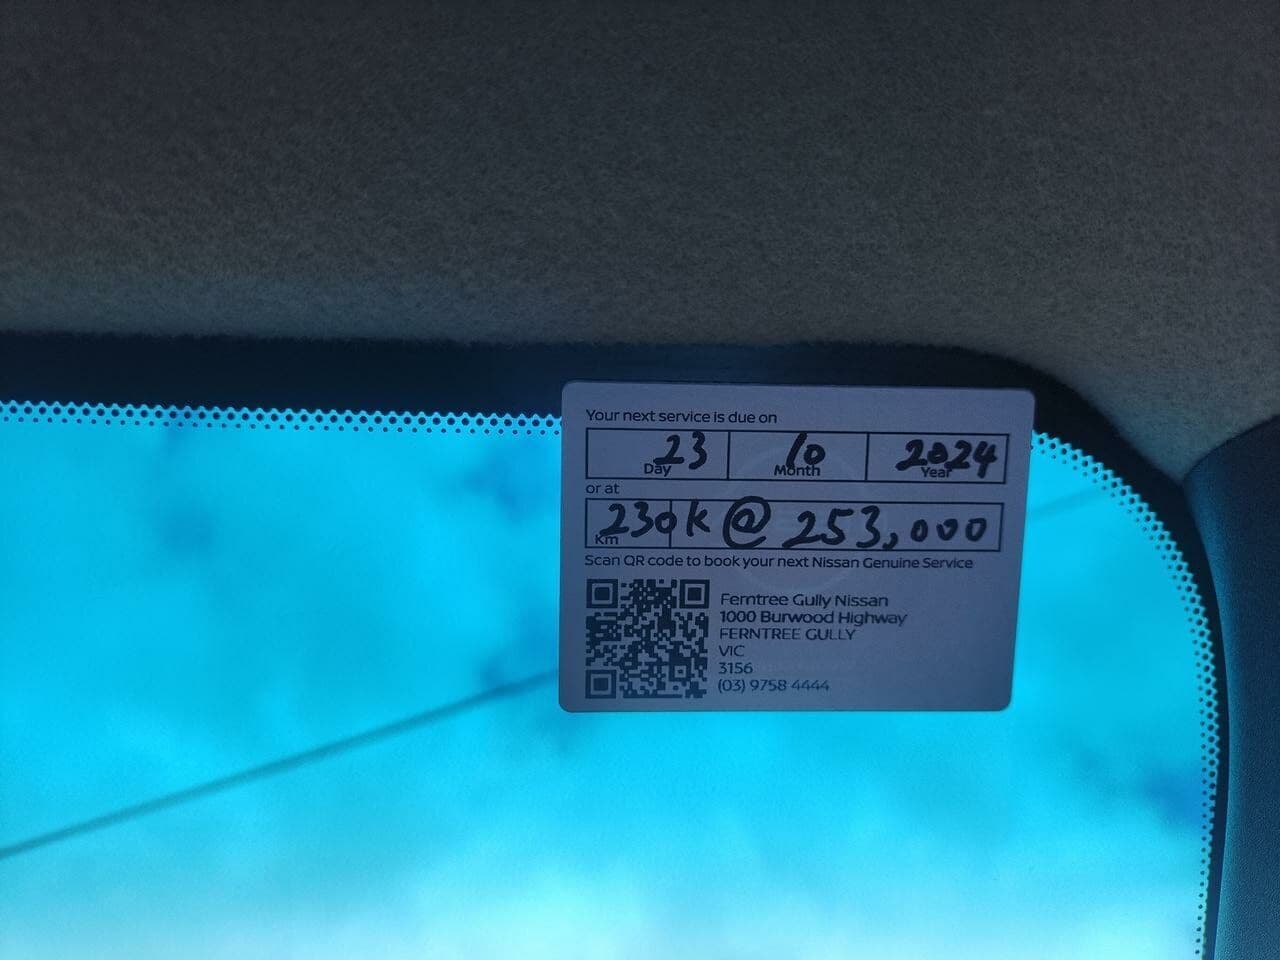 Your next service is due on
23 10 2024
Day Month Year
or at
230k @ 253,000
Km
Scan QR code to book your next Nissan Genuine Service
Ferntree Gully Nissan
1000 Burwood Highway
FERNTREE GULLY
VIC
3156
(03) 9758 4444